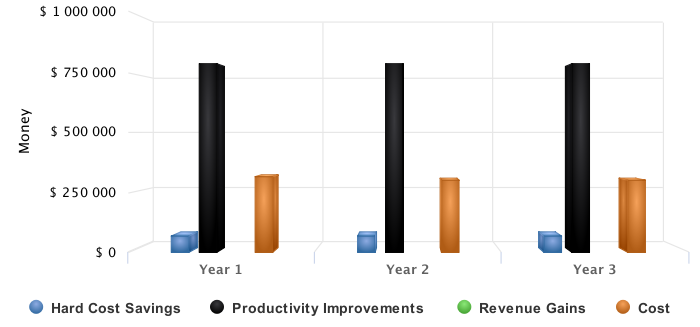 $ 1 000 000
$ 750 000
$ 500 000
$ 250 000
$ 0
Money
Year 1 Year 2 Year 3
Hard Cost Savings Productivity Improvements Revenue Gains Cost